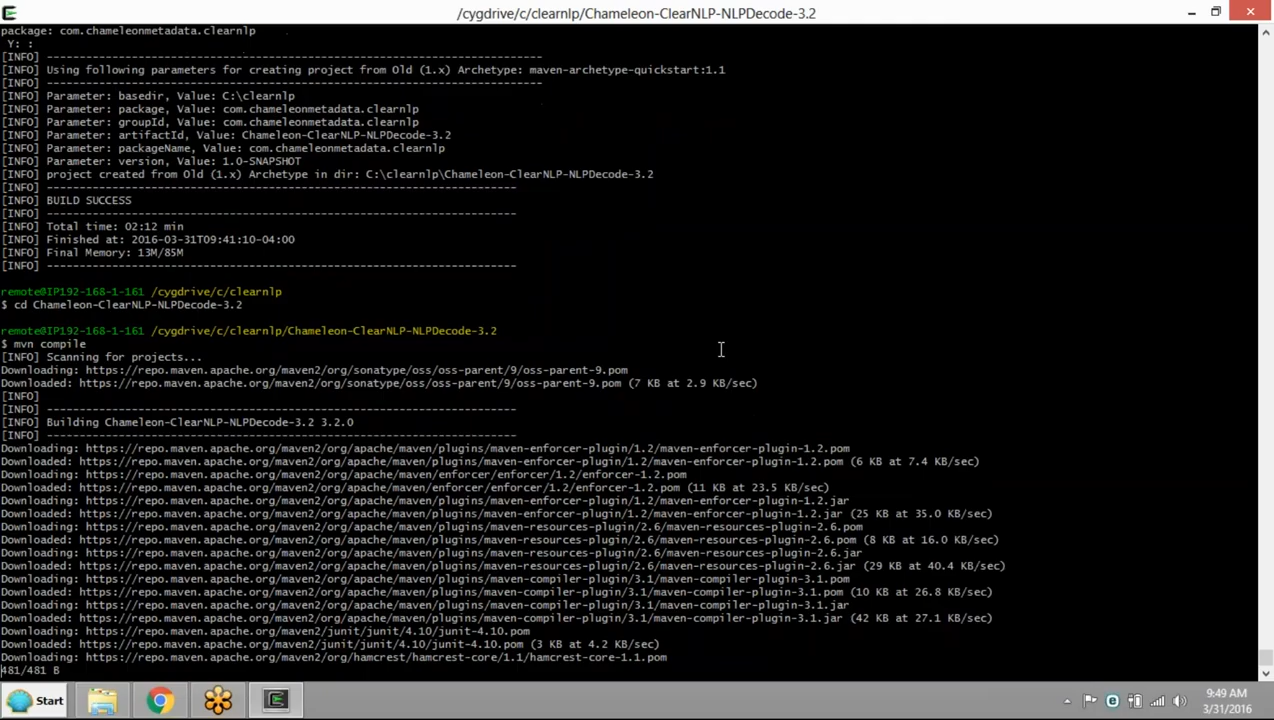 /cygdrive/c/clearnlp/Chameleon-ClearNLP-NLPDecode-3.2
package: com.chameleonmetadata.clearnlp
Y: :
[INFO] -----------------------------------------------------------------
[INFO] Using following parameters for creating project from Old (1.x) Archetype: maven-archetype-quickstart:1.1
[INFO] -----------------------------------------------------------------
[INFO] Parameter: basedir, Value: C:\clearnlp
[INFO] Parameter: package, Value: com.chameleonmetadata.clearnlp
[INFO] Parameter: groupId, Value: com.chameleonmetadata.clearnlp
[INFO] Parameter: artifactId, Value: Chameleon-ClearNLP-NLPDecode-3.2
[INFO] Parameter: packageName, Value: com.chameleonmetadata.clearnlp
[INFO] Parameter: version, Value: 1.0-SNAPSHOT
[INFO] project created from Old (1.x) Archetype in dir: C:\clearnlp\Chameleon-ClearNLP-NLPDecode-3.2
[INFO] -------------------------------------------------------------
[INFO] BUILD SUCCESS
[INFO] -------------------------------------------------------------
[INFO] Total time: 02:12 min
[INFO] Finished at: 2016-03-31T09:41:10-04:00
[INFO] Final Memory: 13M/85M
[INFO] -------------------------------------------------------------
remote@IP192-168-1-161 /cygdrive/c/clearnlp
$ cd Chameleon-ClearNLP-NLPDecode-3.2
remote@IP192-168-1-161 /cygdrive/c/clearnlp/Chameleon-ClearNLP-NLPDecode-3.2
$ mvn compile
[INFO] Scanning for projects...
Downloading: https://repo.maven.apache.org/maven2/org/sonatype/oss/oss-parent/9/oss-parent-9.pom
Downloaded: https://repo.maven.apache.org/maven2/org/sonatype/oss/oss-parent/9/oss-parent-9.pom (7 KB at 2.9 KB/sec)
[INFO]
[INFO] -------------------------------------------------------------
[INFO] Building Chameleon-ClearNLP-NLPDecode-3.2 3.2.0
[INFO] -------------------------------------------------------------
Downloading: https://repo.maven.apache.org/maven2/org/apache/maven/plugins/maven-enforcer-plugin/1.2/maven-enforcer-plugin-1.2.pom
Downloaded: https://repo.maven.apache.org/maven2/org/apache/maven/plugins/maven-enforcer-plugin/1.2/maven-enforcer-plugin-1.2.pom (6 KB at 7.4 KB/sec)
Downloading: https://repo.maven.apache.org/maven2/org/apache/maven/enforcer/enforcer/1.2/enforcer-1.2.pom
Downloaded: https://repo.maven.apache.org/maven2/org/apache/maven/enforcer/enforcer/1.2/enforcer-1.2.pom (11 KB at 23.5 KB/sec)
Downloading: https://repo.maven.apache.org/maven2/org/apache/maven/plugins/maven-enforcer-plugin/1.2/maven-enforcer-plugin-1.2.jar
Downloaded: https://repo.maven.apache.org/maven2/org/apache/maven/plugins/maven-enforcer-plugin/1.2/maven-enforcer-plugin-1.2.jar (25 KB at 35.0 KB/sec)
Downloading: https://repo.maven.apache.org/maven2/org/apache/maven/plugins/maven-resources-plugin/2.6/maven-resources-plugin-2.6.pom
Downloaded: https://repo.maven.apache.org/maven2/org/apache/maven/plugins/maven-resources-plugin/2.6/maven-resources-plugin-2.6.pom (8 KB at 16.0 KB/sec)
Downloading: https://repo.maven.apache.org/maven2/org/apache/maven/plugins/maven-resources-plugin/2.6/maven-resources-plugin-2.6.jar
Downloaded: https://repo.maven.apache.org/maven2/org/apache/maven/plugins/maven-resources-plugin/2.6/maven-resources-plugin-2.6.jar (29 KB at 40.4 KB/sec)
Downloading: https://repo.maven.apache.org/maven2/org/apache/maven/plugins/maven-compiler-plugin/3.1/maven-compiler-plugin-3.1.pom
Downloaded: https://repo.maven.apache.org/maven2/org/apache/maven/plugins/maven-compiler-plugin/3.1/maven-compiler-plugin-3.1.pom (10 KB at 26.8 KB/sec)
Downloading: https://repo.maven.apache.org/maven2/org/apache/maven/plugins/maven-compiler-plugin/3.1/maven-compiler-plugin-3.1.jar
Downloaded: https://repo.maven.apache.org/maven2/org/apache/maven/plugins/maven-compiler-plugin/3.1/maven-compiler-plugin-3.1.jar (42 KB at 27.1 KB/sec)
Downloading: https://repo.maven.apache.org/maven2/junit/junit/4.10/junit-4.10.pom
Downloaded: https://repo.maven.apache.org/maven2/junit/junit/4.10/junit-4.10.pom (3 KB at 4.2 KB/sec)
Downloading: https://repo.maven.apache.org/maven2/org/hamcrest/hamcrest-core/1.1/hamcrest-core-1.1.pom
481/481 B
Start
9:49 AM
3/31/2016